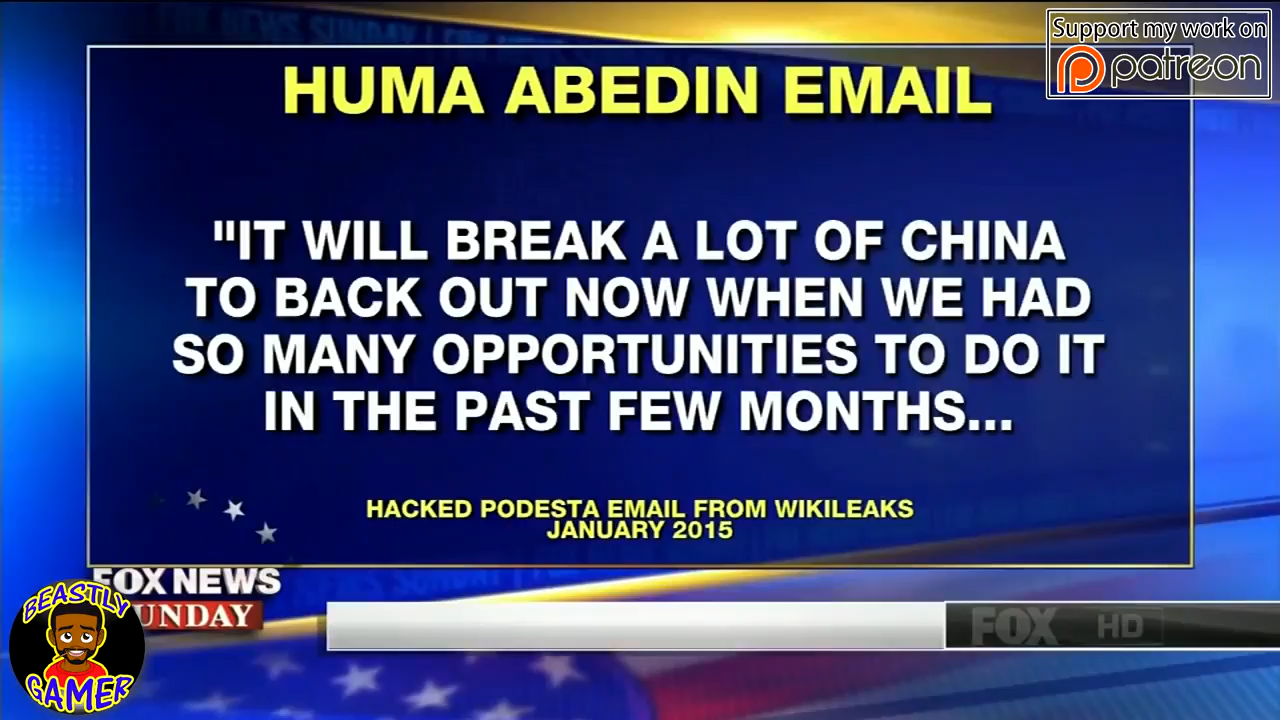 Support my work on
patreon
HUMA ABEDIN EMAIL
"IT WILL BREAK A LOT OF CHINA
TO BACK OUT NOW WHEN WE HAD
SO MANY OPPORTUNITIES TO DO IT
IN THE PAST FEW MONTHS...
HACKED PODESTA EMAIL FROM WIKILEAKS
JANUARY 2015
FOX NEWS
SUNDAY
FOX HD
BEASTLY
GAMER